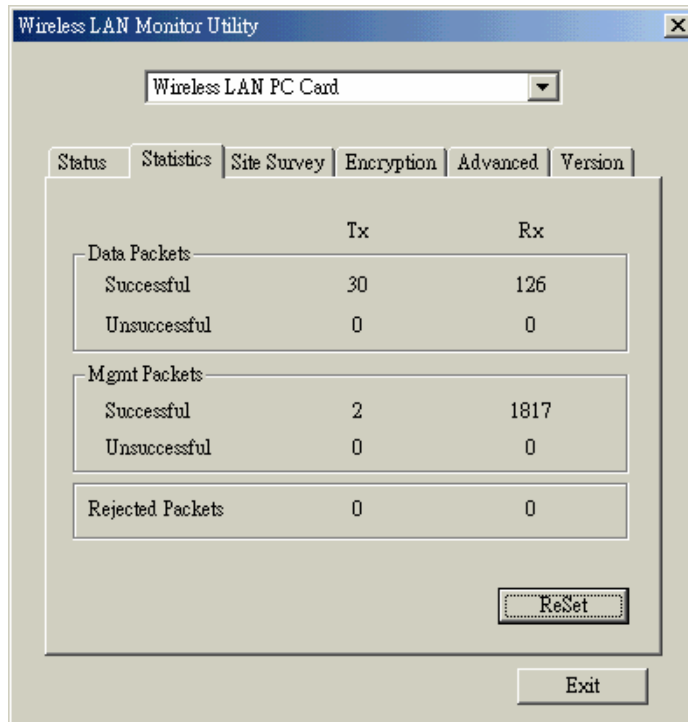 Wireless LAN Monitor Utility
Wireless LAN PC Card
Status Statistics Site Survey Encryption Advanced Version
Tx Rx
Data Packets
Successful 30 126
Unsuccessful 0 0
Mgmt Packets
Successful 2 1817
Unsuccessful 0 0
Rejected Packets 0 0
ReSet
Exit